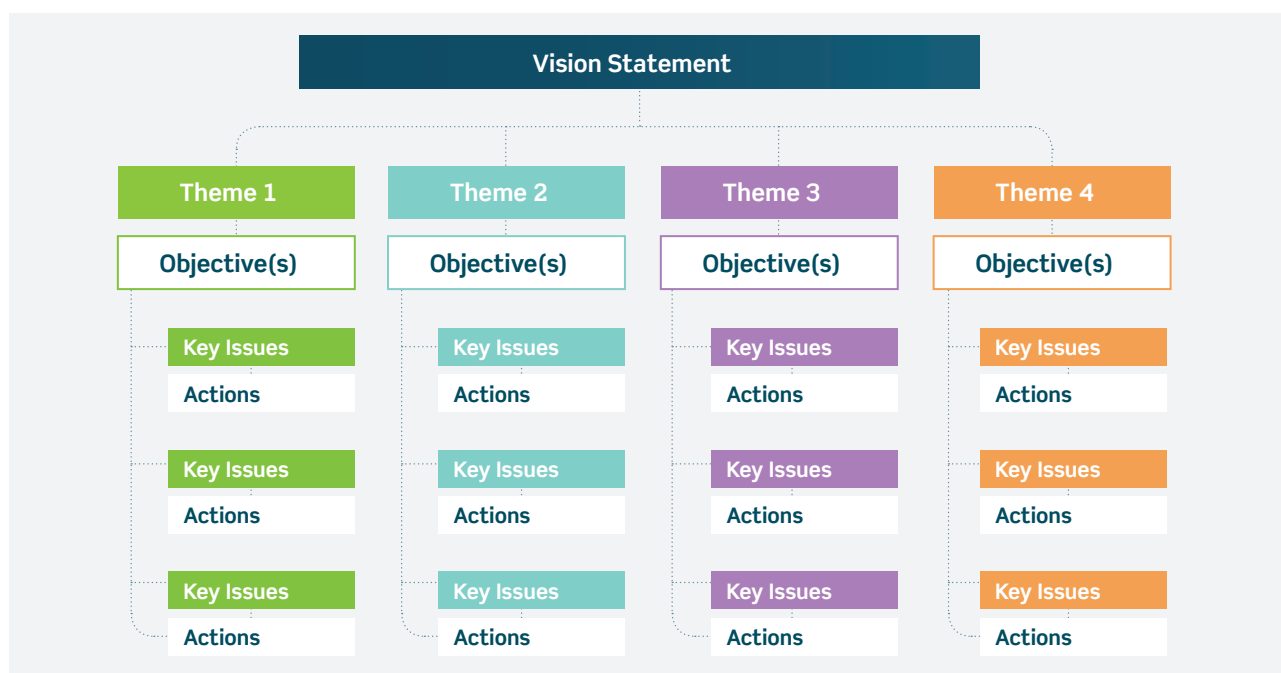 Vision Statement
Theme 1
Theme 2
Theme 3
Theme 4
Objective(s)
Objective(s)
Objective(s)
Objective(s)
Key Issues
Key Issues
Key Issues
Key Issues
Actions
Actions
Actions
Actions
Key Issues
Key Issues
Key Issues
Key Issues
Actions
Actions
Actions
Actions
Key Issues
Key Issues
Key Issues
Key Issues
Actions
Actions
Actions
Actions